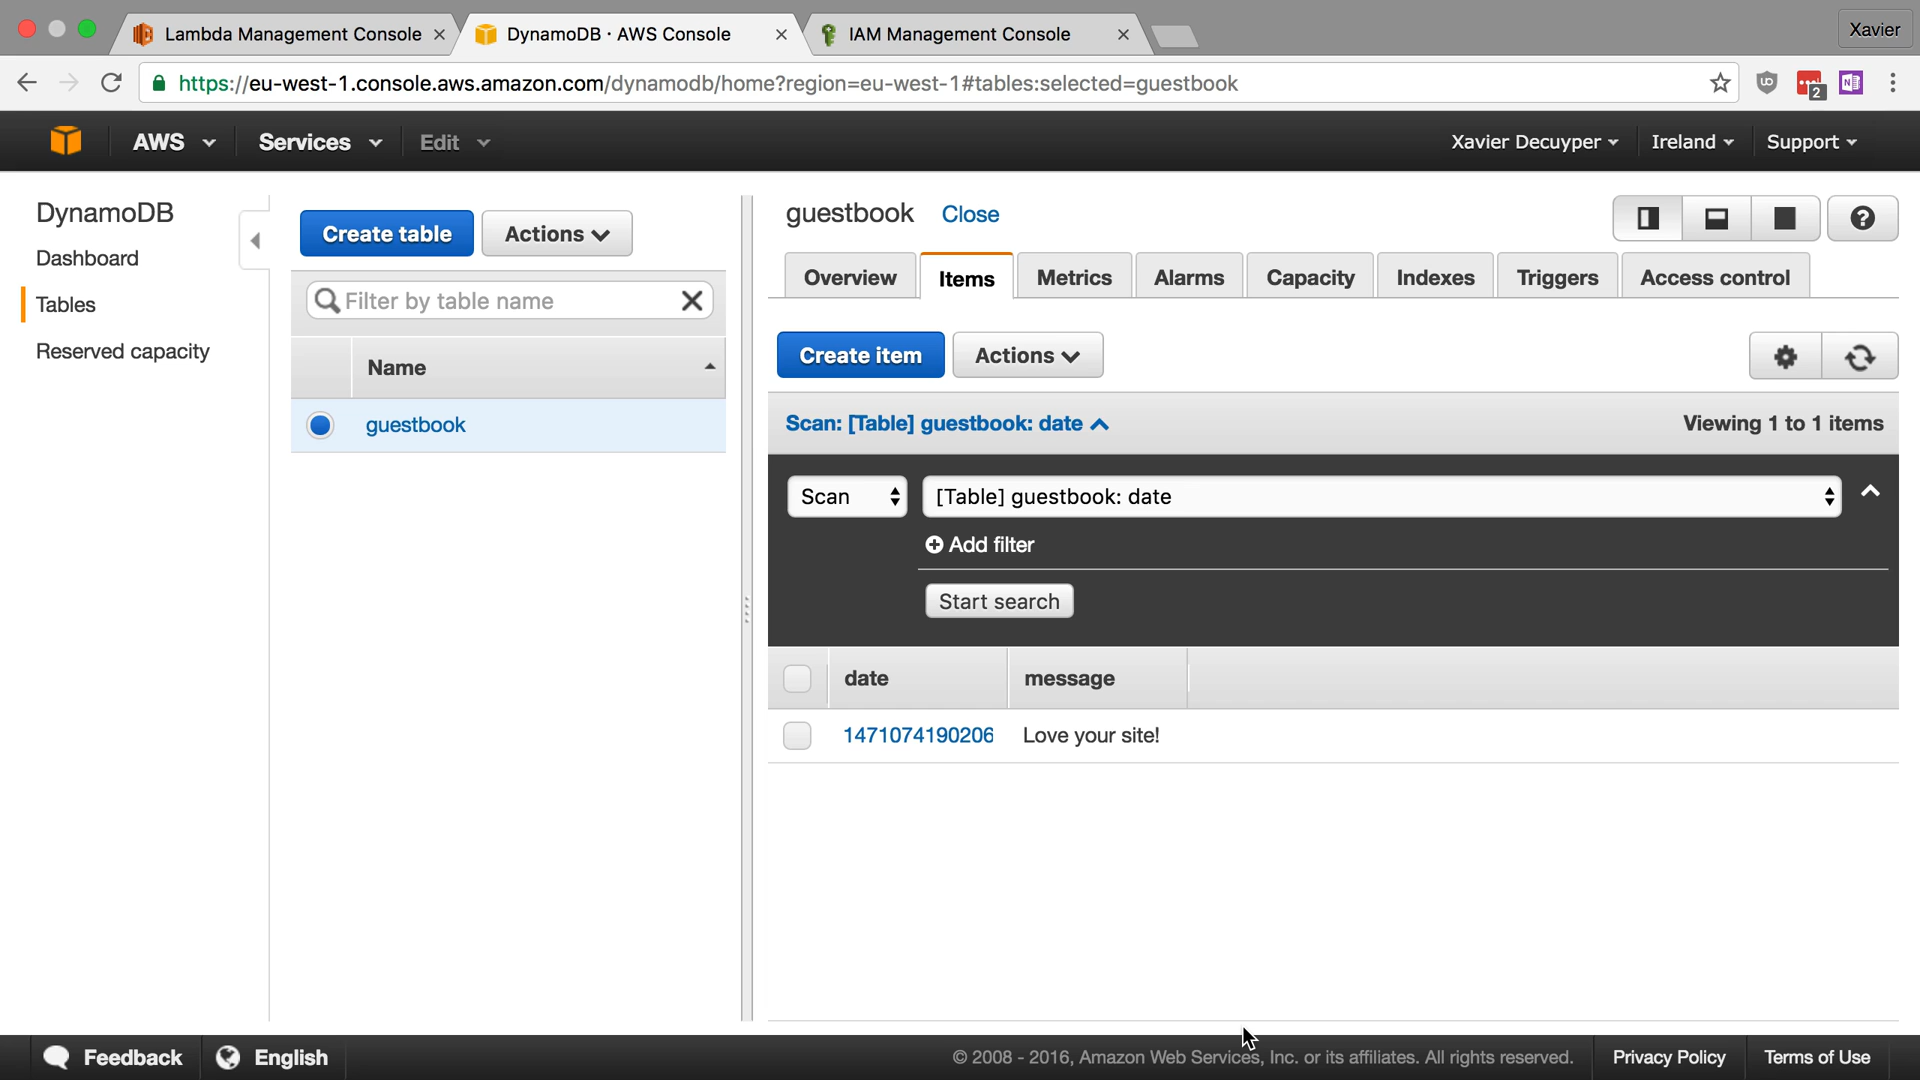 Lambda Management Console
DynamoDB · AWS Console
IAM Management Console
Xavier
https://eu-west-1.console.aws.amazon.com/dynamodb/home?region=eu-west-1#tables:selected=guestbook
2
AWS
Services
Edit
Xavier Decuyper
Ireland
Support
DynamoDB
Dashboard
Tables
Reserved capacity
Create table
Actions
Filter by table name
Name
guestbook
guestbook
Close
Overview
Items
Metrics
Alarms
Capacity
Indexes
Triggers
Access control
Create item
Actions
Scan: [Table] guestbook: date
Viewing 1 to 1 items
Scan
[Table] guestbook: date
Add filter
Start search
date
message
1471074190206
Love your site!
Feedback
English
© 2008 - 2016, Amazon Web Services, Inc. or its affiliates. All rights reserved.
Privacy Policy
Terms of Use